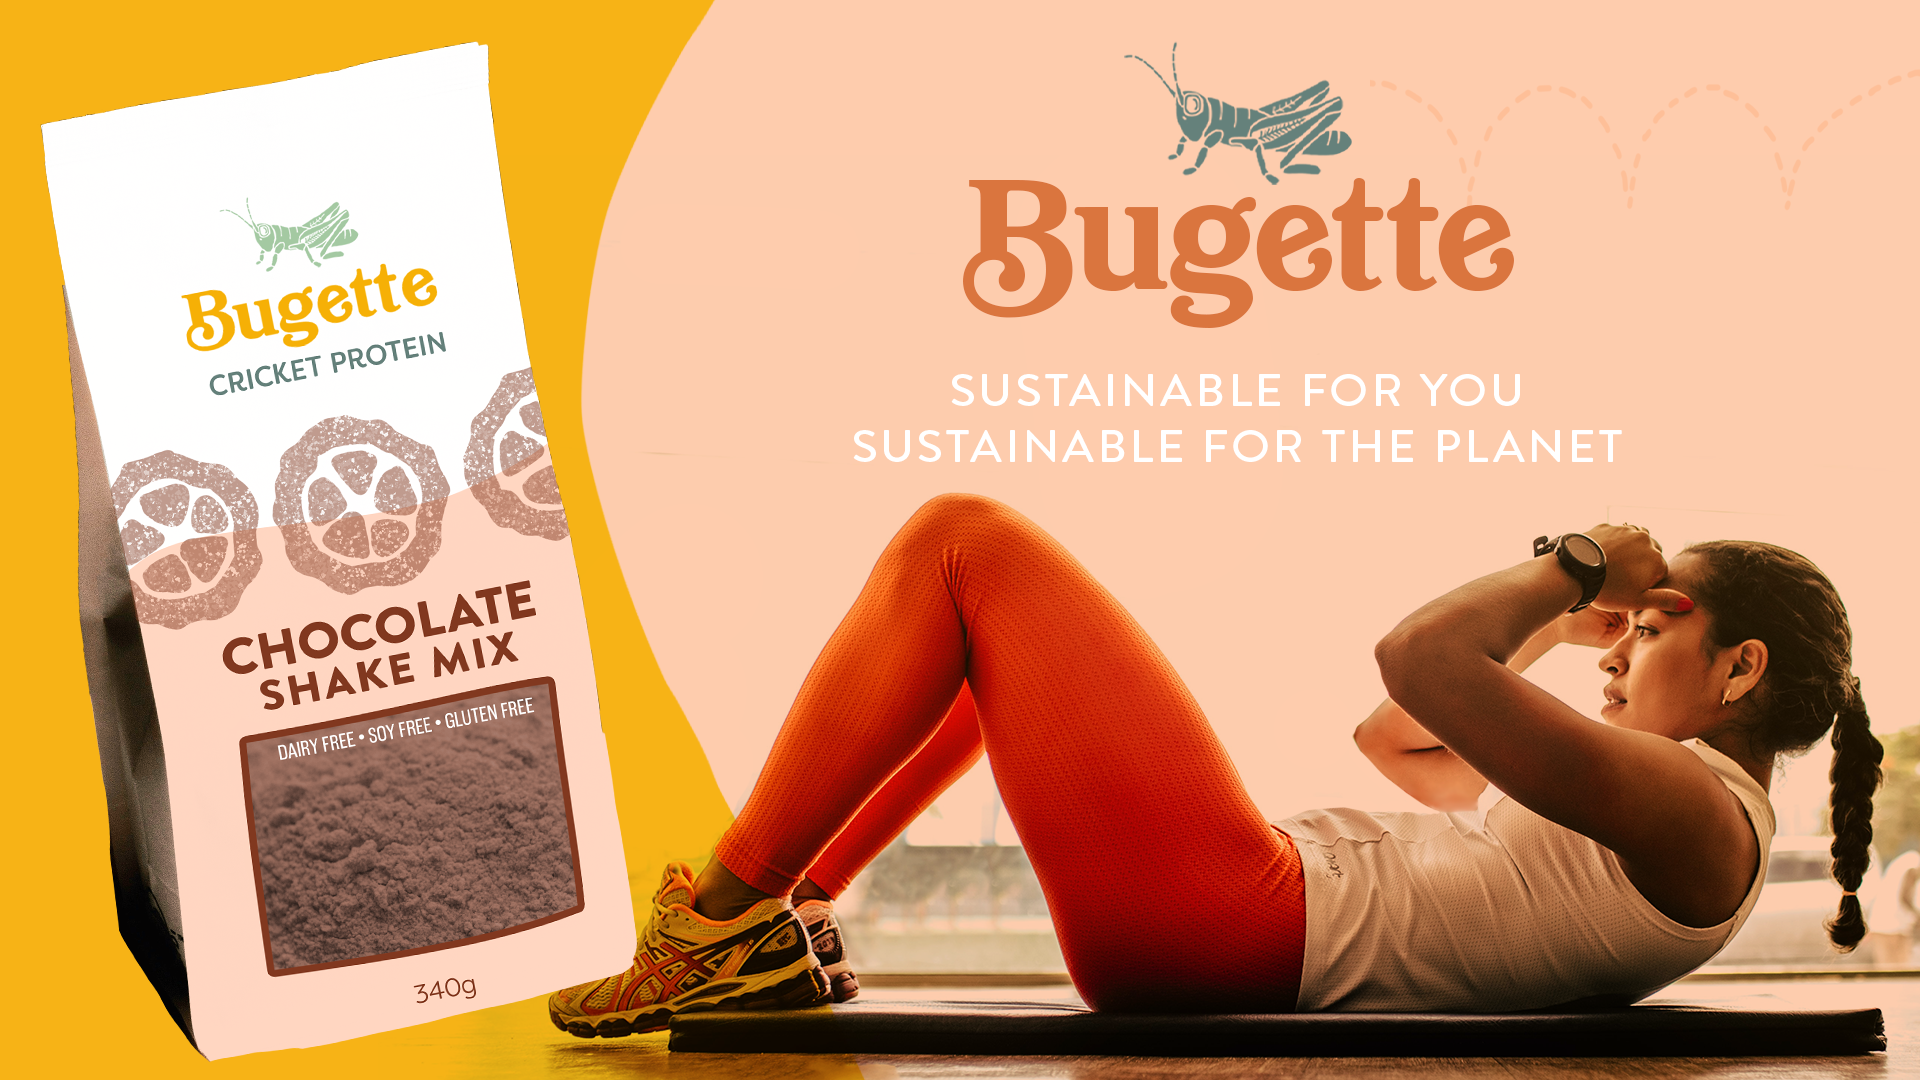 Bugette
CRICKET PROTEIN
CHOCOLATE
SHAKE MIX
DAIRY FREE • SOY FREE • GLUTEN FREE
340g
Bugette
SUSTAINABLE FOR YOU
SUSTAINABLE FOR THE PLANET